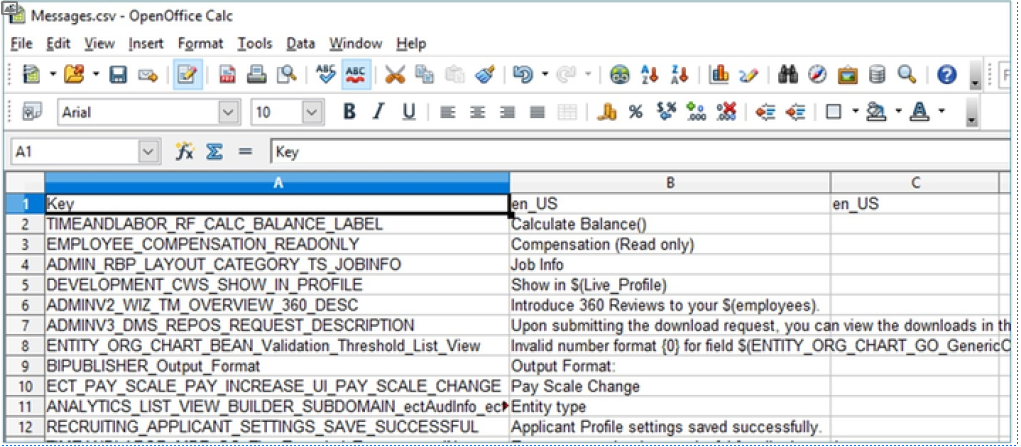 Messages.csv - OpenOffice Calc
File Edit View Insert Format Tools Data Window Help
Arial 10 B I U
A1 Key
A B C
1 Key en_US en_US
2 TIMEANDLABOR_RF_CALC_BALANCE_LABEL Calculate Balance()
3 EMPLOYEE_COMPENSATION_READONLY Compensation (Read only)
4 ADMIN_RBP_LAYOUT_CATEGORY_TS_JOBINFO Job Info
5 DEVELOPMENT_CWS_SHOW_IN_PROFILE Show in $(Live_Profile)
6 ADMINV2_WIZ_TM_OVERVIEW_360_DESC Introduce 360 Reviews to your $(employees).
7 ADMINV3_DMS_REPOS_REQUEST_DESCRIPTION Upon submitting the download request, you can view the downloads in th
8 ENTITY_ORG_CHART_BEAN_Validation_Threshold_List_View Invalid number format {0} for field $(ENTITY_ORG_CHART_GO_GenericC
9 BIPUBLISHER_Output_Format Output Format:
10 ECT_PAY_SCALE_PAY_INCREASE_UI_PAY_SCALE_CHANGE Pay Scale Change
11 ANALYTICS_LIST_VIEW_BUILDER_SUBDOMAIN_ectAudInfo_ect Entity type
12 RECRUITING_APPLICANT_SETTINGS_SAVE_SUCCESSFUL Applicant Profile settings saved successfully.